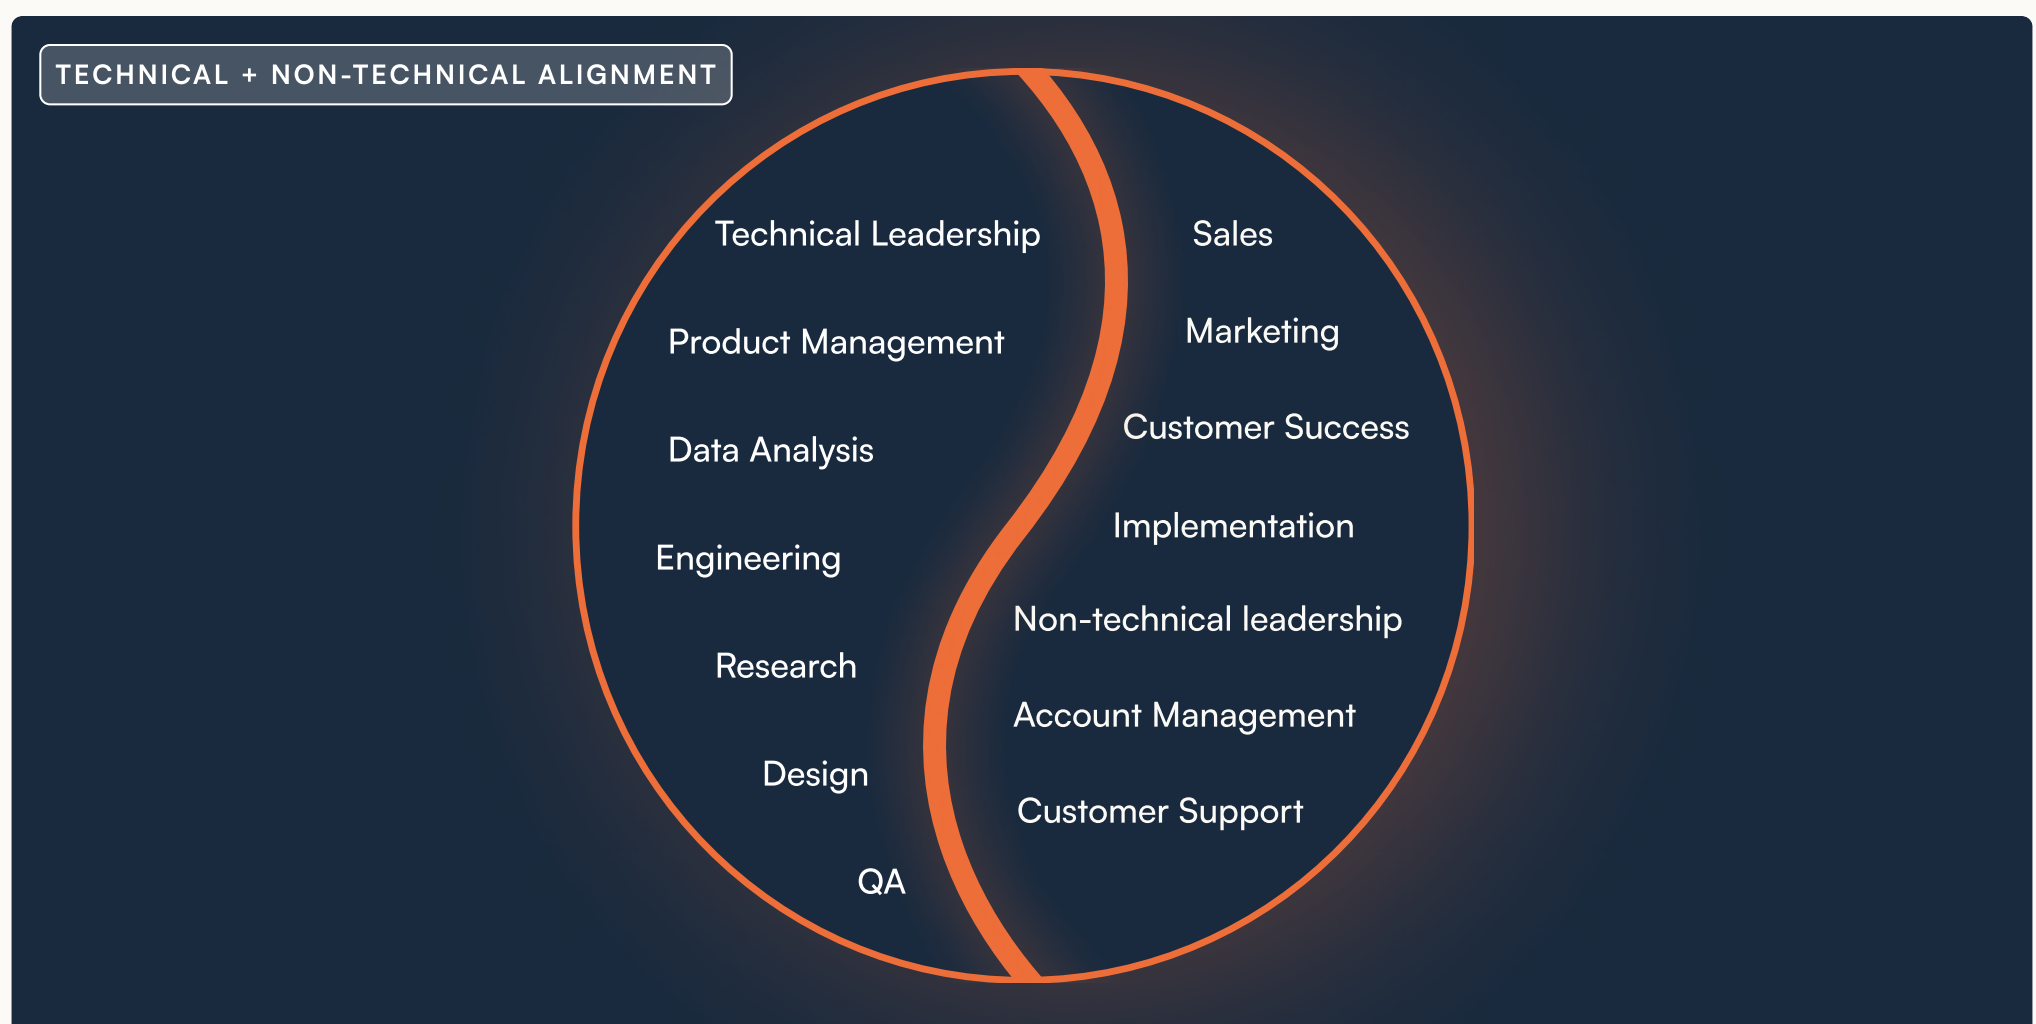 TECHNICAL + NON-TECHNICAL ALIGNMENT
Technical Leadership
Product Management
Data Analysis
Engineering
Research
Design
QA
Sales
Marketing
Customer Success
Implementation
Non-technical leadership
Account Management
Customer Support